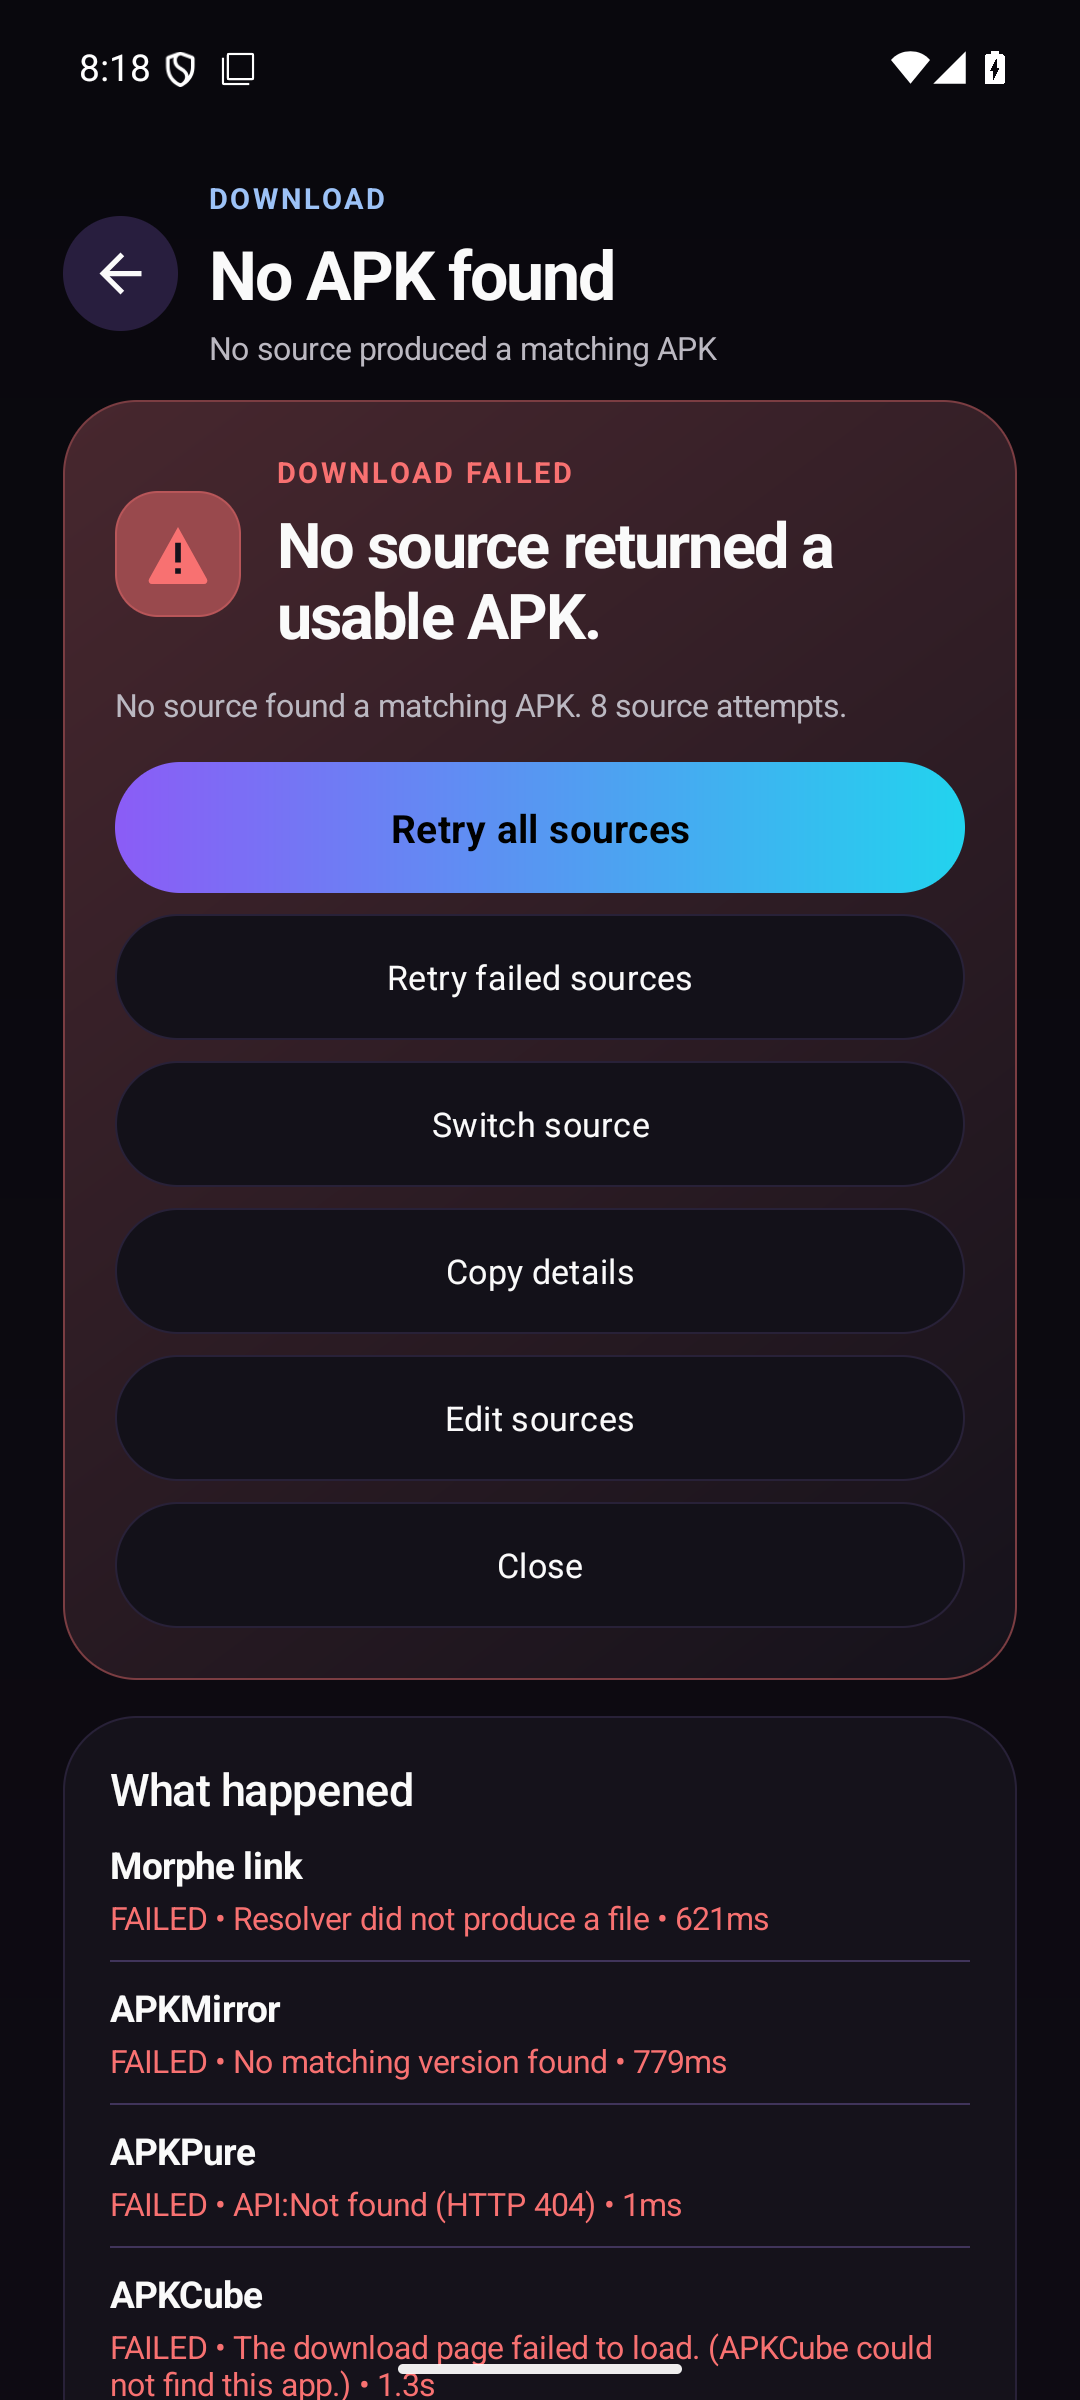 8:18
DOWNLOAD
No APK found
No source produced a matching APK
DOWNLOAD FAILED
No source returned a
usable APK.
No source found a matching APK. 8 source attempts.
Retry all sources
Retry failed sources
Switch source
Copy details
Edit sources
Close
What happened
Morphe link
FAILED • Resolver did not produce a file • 621ms
APKMirror
FAILED • No matching version found • 779ms
APKPure
FAILED • API:Not found (HTTP 404) • 1ms
APKCube
FAILED • The download page failed to load. (APKCube could
not find this app.) • 1.3s